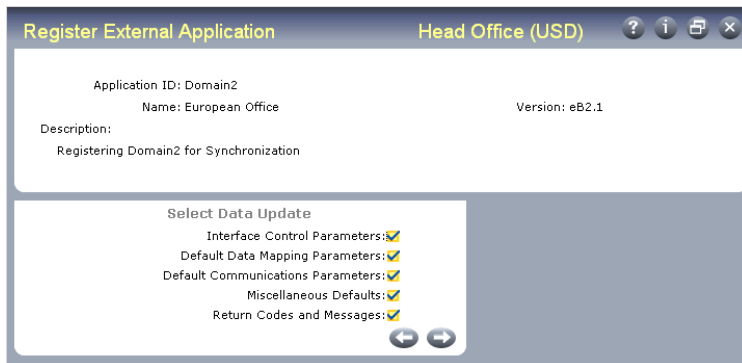 Register External Application Head Office (USD)
Application ID: Domain2
Name: European Office Version: eB2.1
Description:
Registering Domain2 for Synchronization
Select Data Update
Interface Control Parameters:
Default Data Mapping Parameters:
Default Communications Parameters:
Miscellaneous Defaults:
Return Codes and Messages: